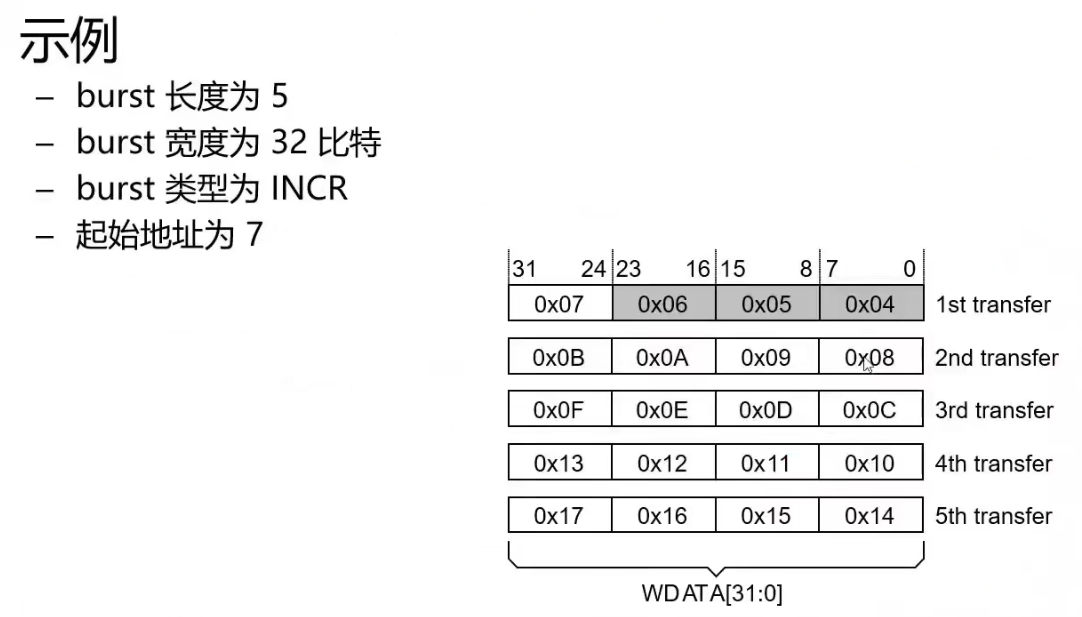 示例
– burst 长度为 5
– burst 宽度为 32 比特
– burst 类型为 INCR
– 起始地址为 7
31 24 23 16 15 8 7 0
0x07 0x06 0x05 0x04 1st transfer
0x0B 0x0A 0x09 0x08 2nd transfer
0x0F 0x0E 0x0D 0x0C 3rd transfer
0x13 0x12 0x11 0x10 4th transfer
0x17 0x16 0x15 0x14 5th transfer
WDATA[31:0]